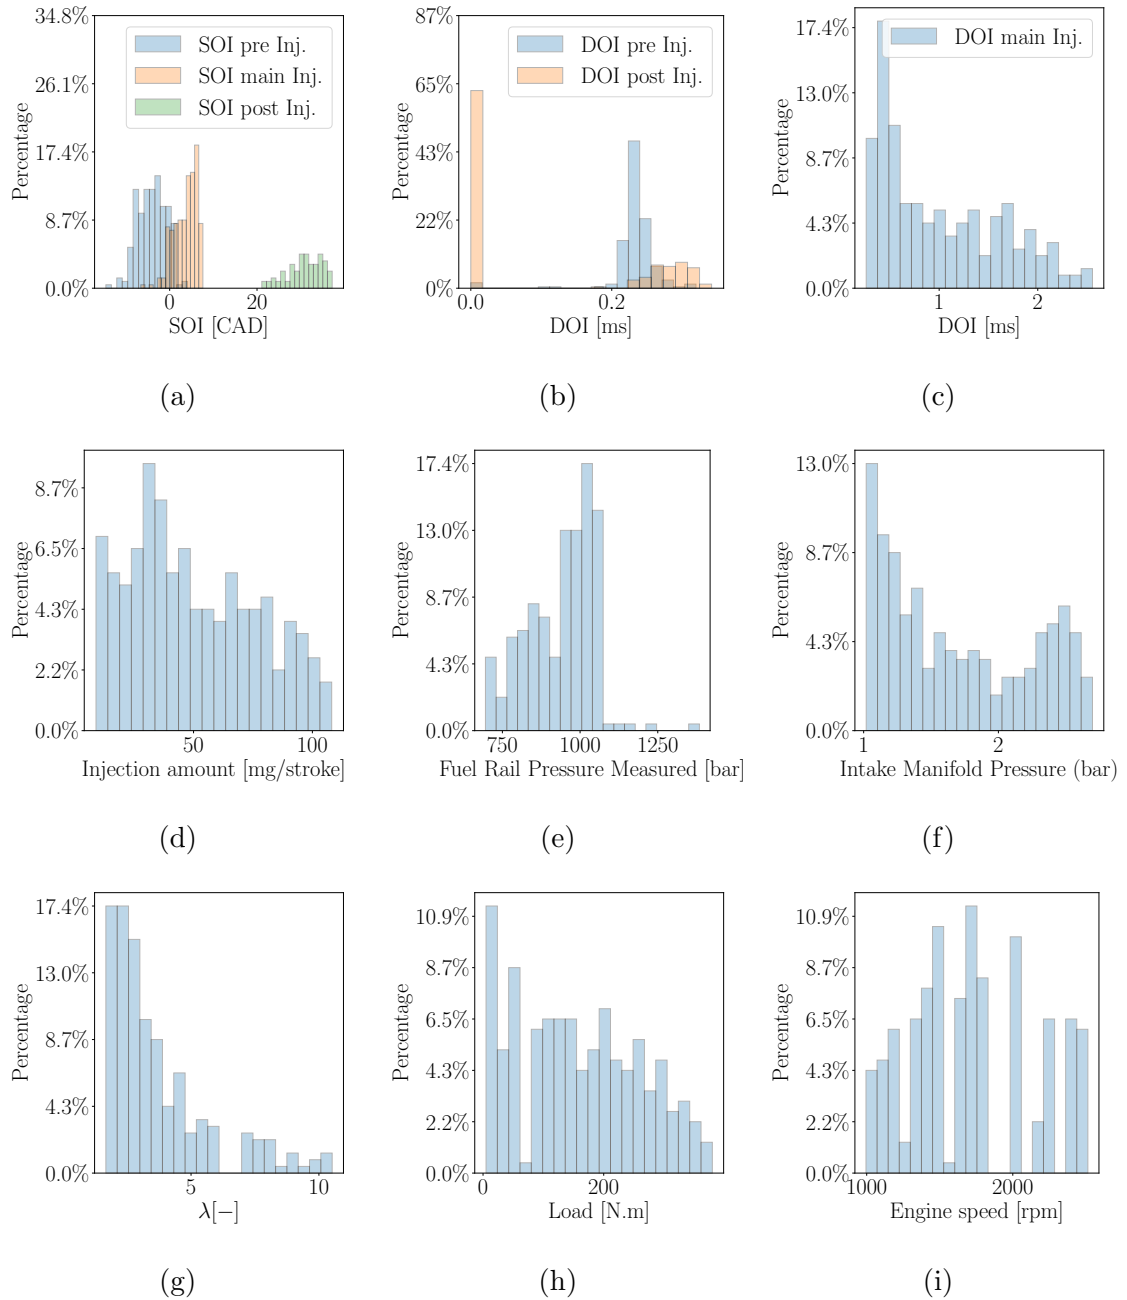 34.8%
26.1%
17.4%
8.7%
0.0%
Percentage
SOI pre Inj.
SOI main Inj.
SOI post Inj.
0 20
SOI [CAD]
(a)
87%
65%
43%
22%
0%
Percentage
DOI pre Inj.
DOI post Inj.
0.0 0.2
DOI [ms]
(b)
17.4%
13.0%
8.7%
4.3%
0.0%
Percentage
DOI main Inj.
1 2
DOI [ms]
(c)
8.7%
6.5%
4.3%
2.2%
0.0%
Percentage
50 100
Injection amount [mg/stroke]
(d)
17.4%
13.0%
8.7%
4.3%
0.0%
Percentage
750 1000 1250
Fuel Rail Pressure Measured [bar]
(e)
13.0%
8.7%
4.3%
0.0%
Percentage
1 2
Intake Manifold Pressure (bar)
(f)
17.4%
13.0%
8.7%
4.3%
0.0%
Percentage
5 10
λ[−]
(g)
10.9%
8.7%
6.5%
4.3%
2.2%
0.0%
Percentage
0 200
Load [N.m]
(h)
10.9%
8.7%
6.5%
4.3%
2.2%
0.0%
Percentage
1000 2000
Engine speed [rpm]
(i)